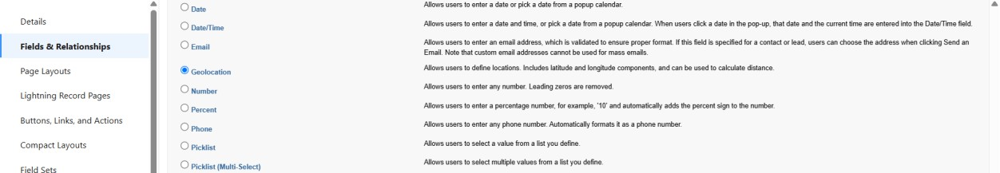 Details
Fields & Relationships
Page Layouts
Lightning Record Pages
Buttons, Links, and Actions
Compact Layouts
Field Sets
Date Allows users to enter a date or pick a date from a popup calendar.
Date/Time Allows users to enter a date and time, or pick a date from a popup calendar. When users click a date in the pop-up, that date and the current time are entered into the Date/Time field.
Email Allows users to enter an email address, which is validated to ensure proper format. If this field is specified for a contact or lead, users can choose the address when clicking Send an
Email. Note that custom email addresses cannot be used for mass emails.
Geolocation Allows users to define locations. Includes latitude and longitude components, and can be used to calculate distance.
Number Allows users to enter any number. Leading zeros are removed.
Percent Allows users to enter a percentage number, for example, '10' and automatically adds the percent sign to the number.
Phone Allows users to enter any phone number. Automatically formats it as a phone number.
Picklist Allows users to select a value from a list you define.
Picklist (Multi-Select) Allows users to select multiple values from a list you define.